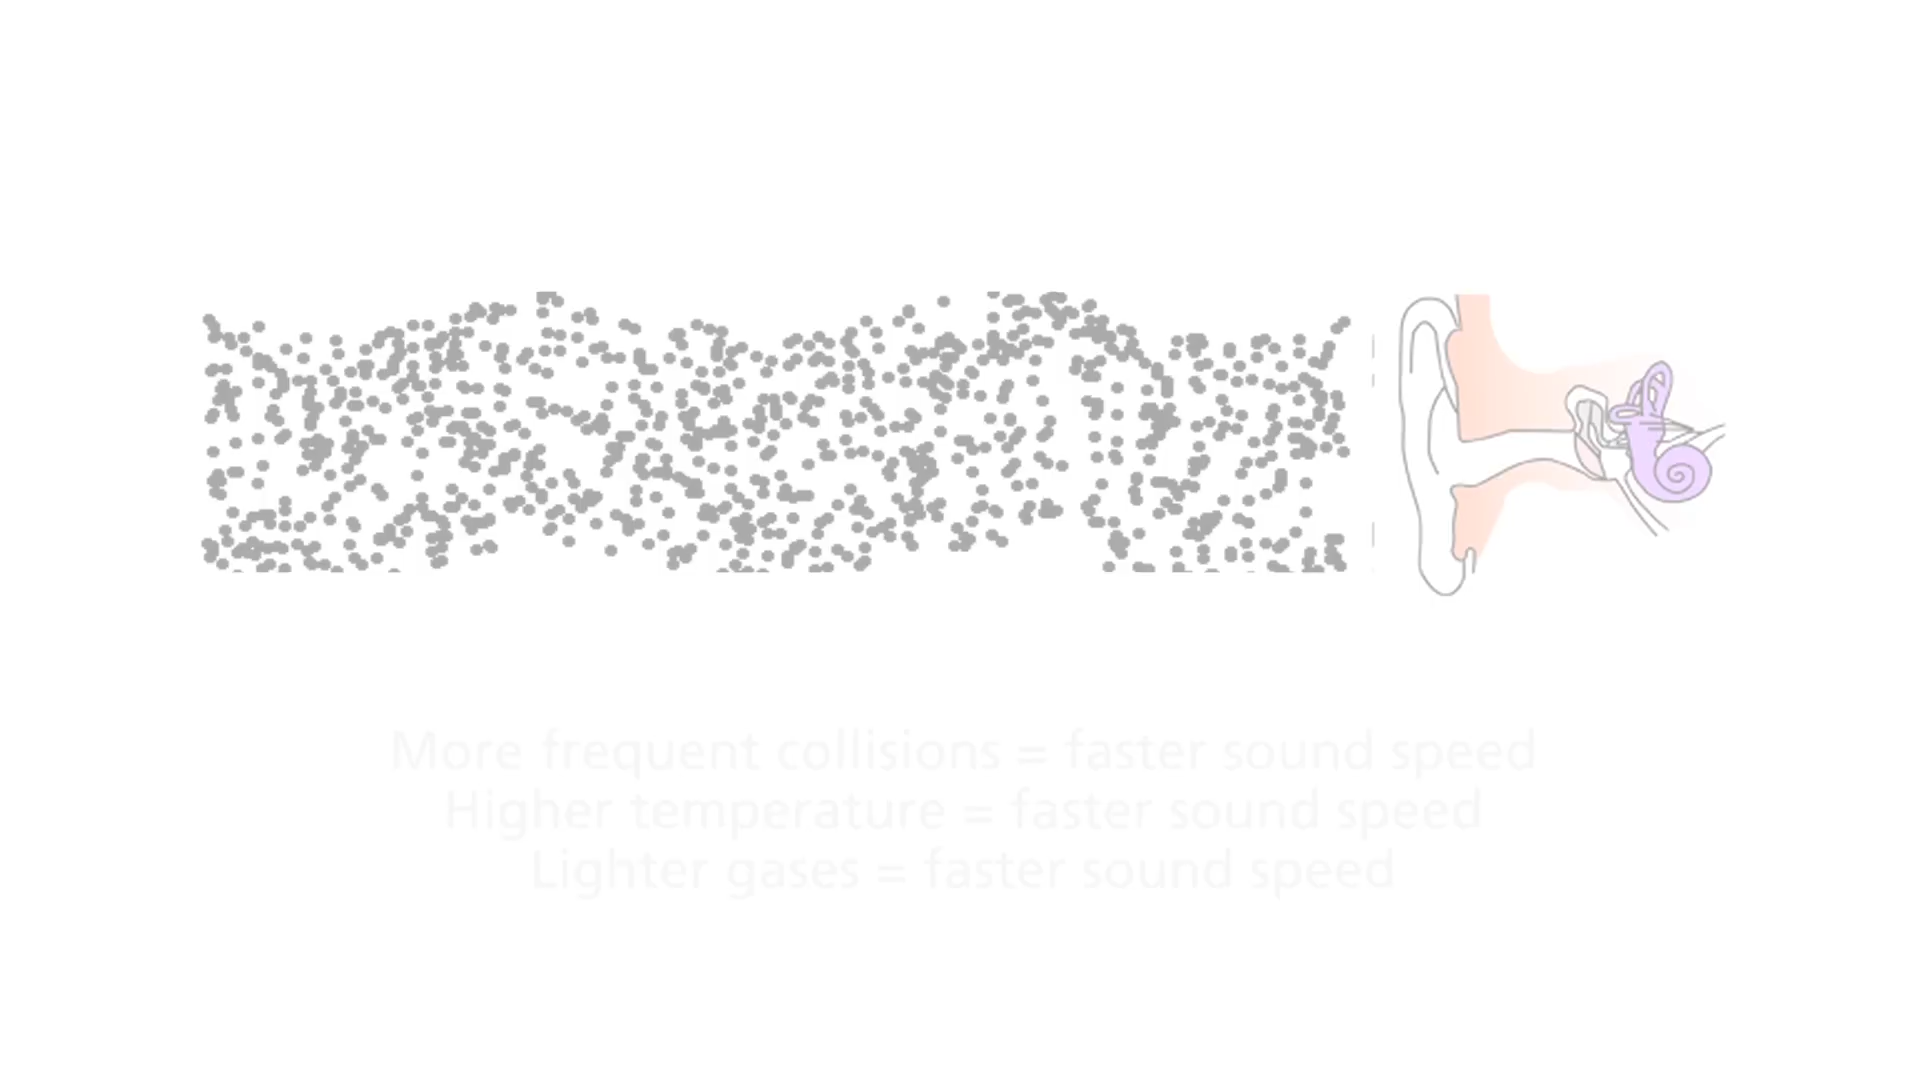 More frequent collisions = faster sound speed
Higher temperature = faster sound speed
Lighter gases = faster sound speed